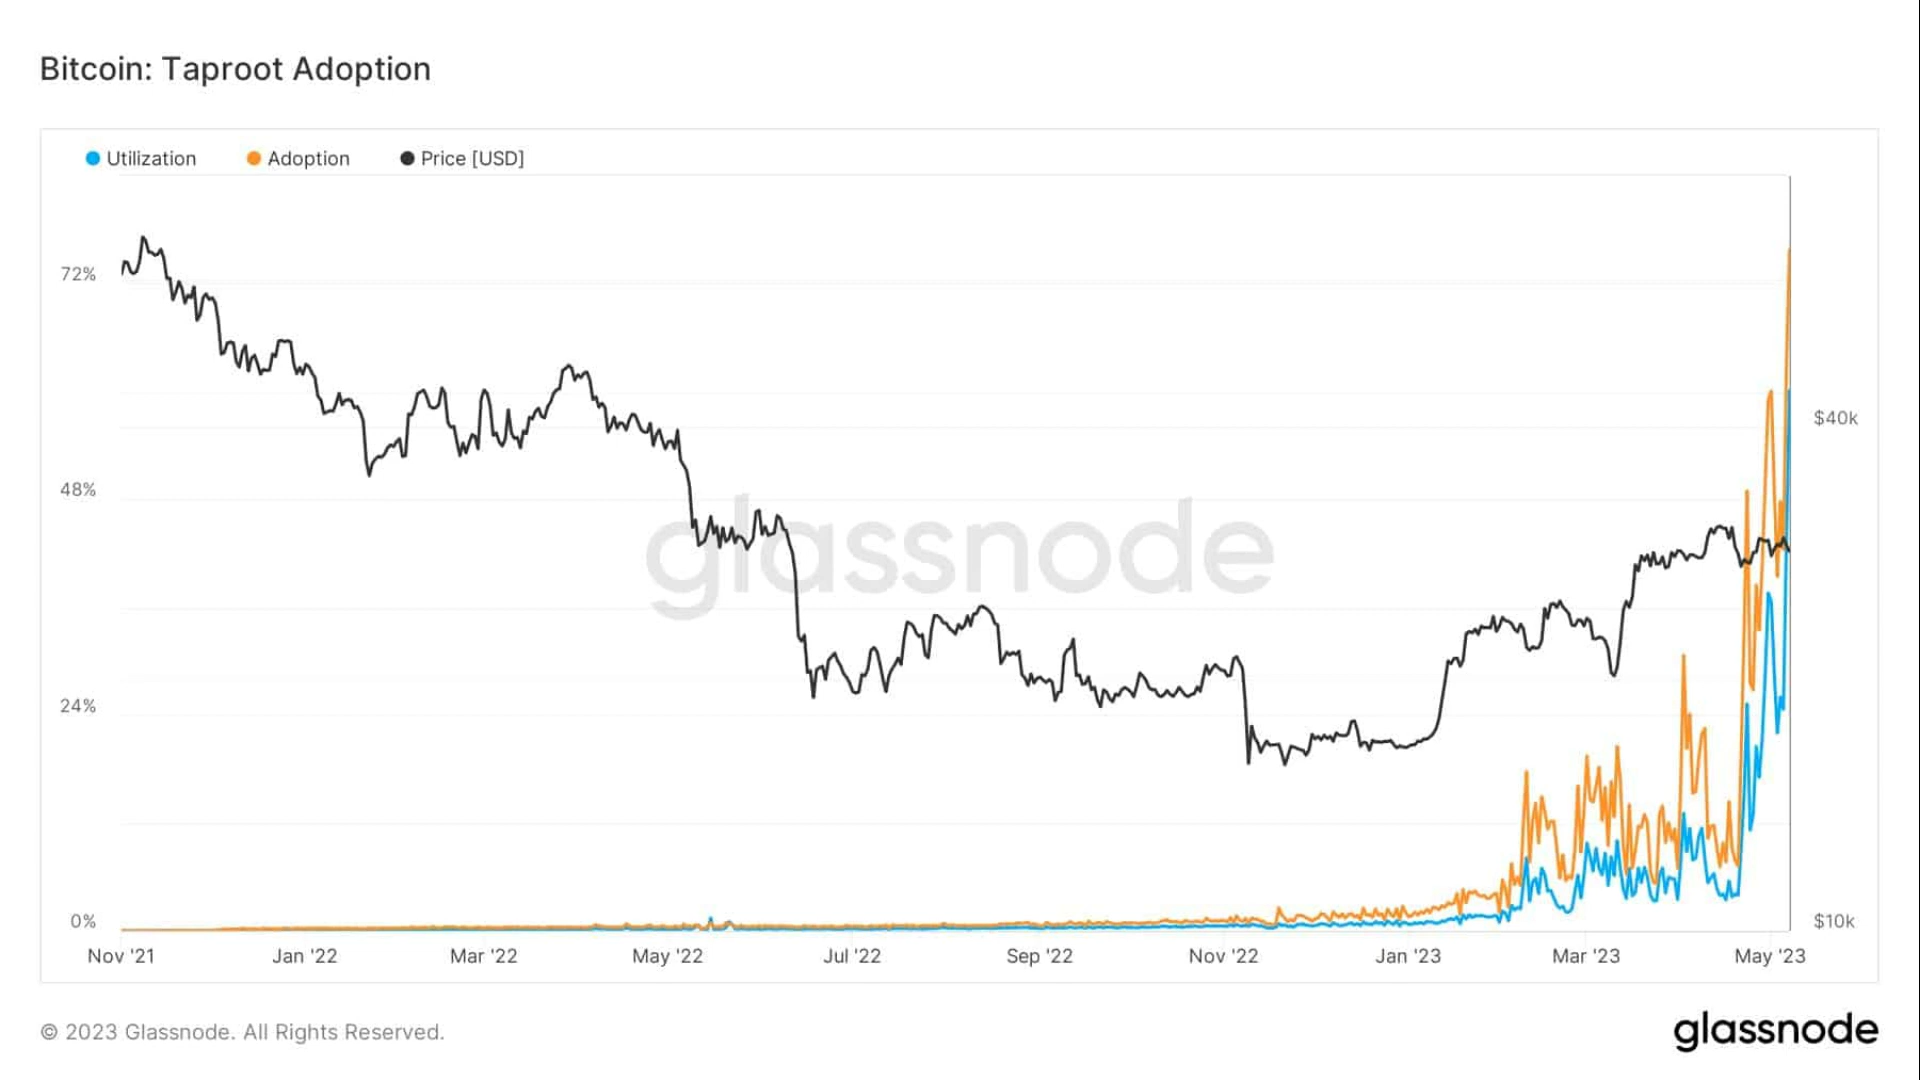 Bitcoin: Taproot Adoption
Utilization Adoption Price [USD]
72%
$40k
48%
glassnode
24%
0%
$10k
Nov '21 Jan '22 Mar '22 May '22 Jul '22 Sep '22 Nov '22 Jan '23 Mar '23 May '23
© 2023 Glassnode. All Rights Reserved.
glassnode